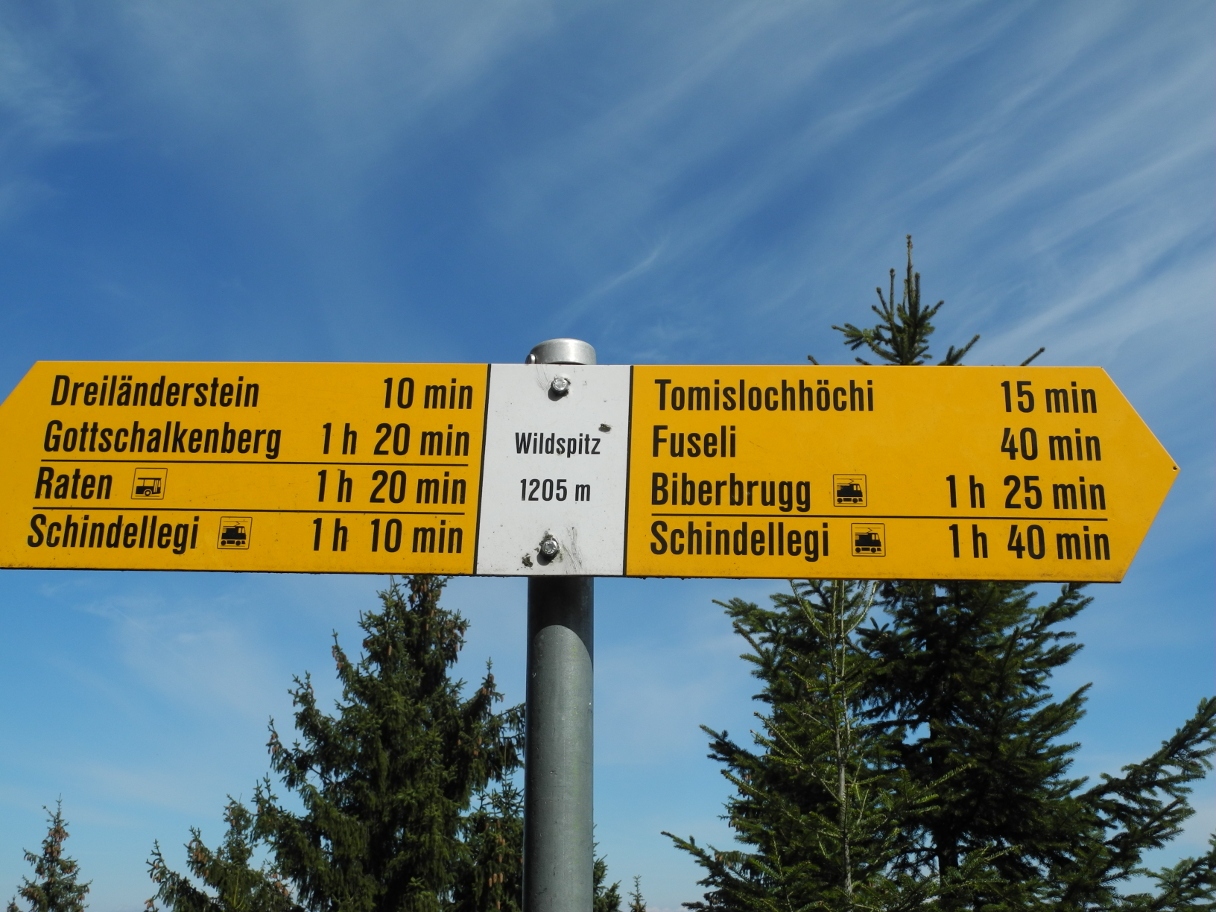 Dreiländerstein 10 min
Gottschalkenberg 1 h 20 min
Raten 1 h 20 min
Schindellegi 1 h 10 min
Wildspitz
1205 m
Tomislochhöchi 15 min
Fuseli 40 min
Biberbrugg 1 h 25 min
Schindellegi 1 h 40 min